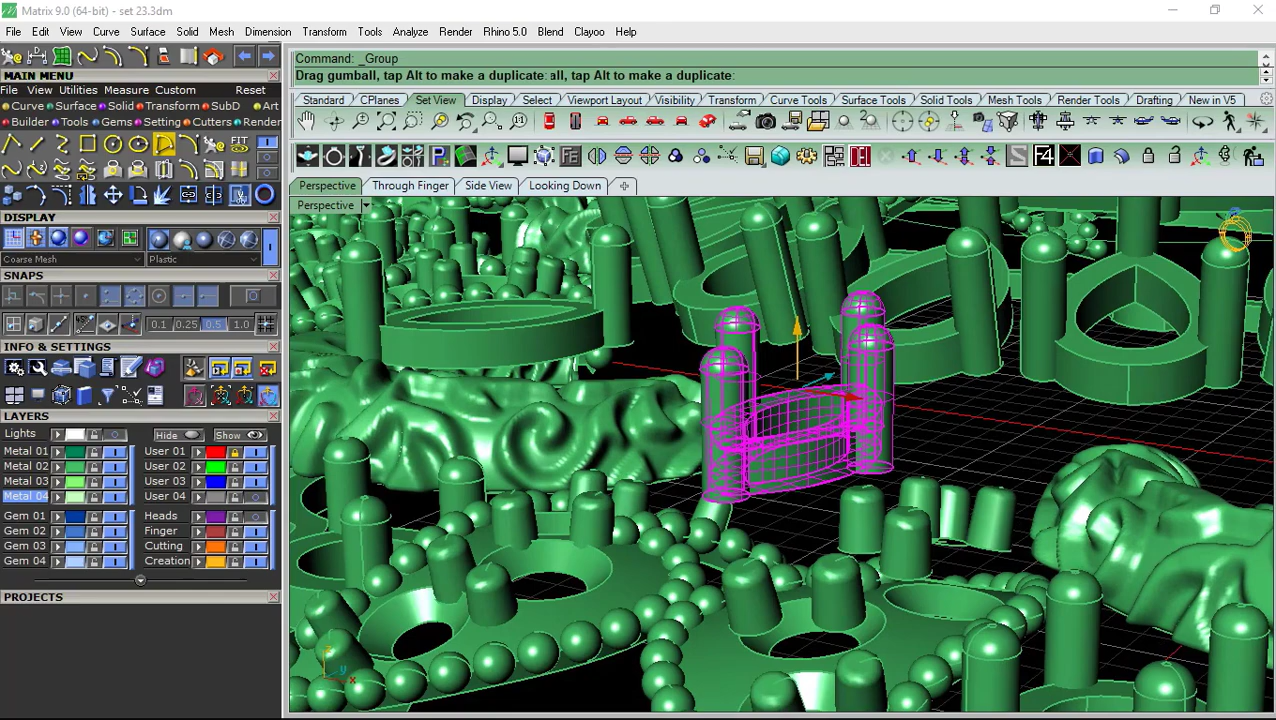 Matrix 9.0 (64-bit) - set 23.3dm
File Edit View Curve Surface Solid Mesh Dimension Transform Tools Analyze Render Rhino 5.0 Blend Clayoo Help
Command: _Group
Drag gumball, tap Alt to make a duplicate: all, tap Alt to make a duplicate:
MAIN MENU
File View Utilities Measure Custom Reset
Curve Surface Solid Transform SubD Art
Builder Tools Gems Setting Cutters Render
Standard CPlanes Set View Display Select Viewport Layout Visibility Transform Curve Tools Surface Tools Solid Tools Mesh Tools Render Tools Drafting New in V5
FIT
F4
Perspective Through Finger Side View Looking Down
Perspective
DISPLAY
Coarse Mesh Plastic
SNAPS
0.1 0.25 0.5 1.0
INFO & SETTINGS
LAYERS
Lights Hide Show
Metal 01 User 01
Metal 02 User 02
Metal 03 User 03
Metal 04 User 04
Gem 01 Heads
Gem 02 Finger
Gem 03 Cutting
Gem 04 Creation
PROJECTS
z
y
x